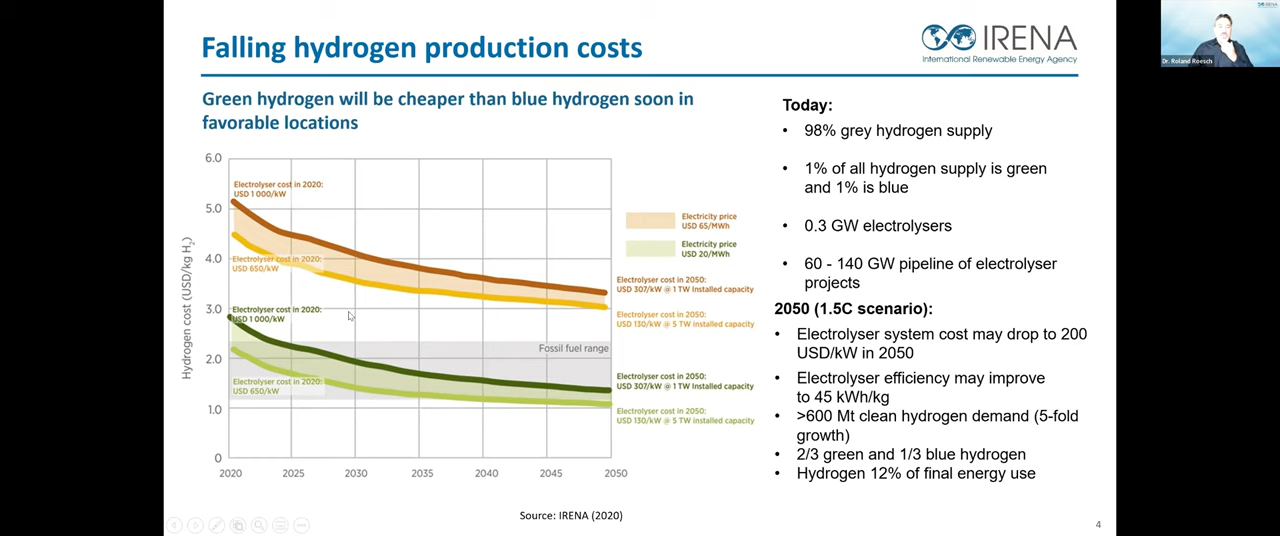 Falling hydrogen production costs
IRENA
International Renewable Energy Agency
IRENA
Dr. Roland Roesch
Green hydrogen will be cheaper than blue hydrogen soon in
favorable locations
6.0
5.0
4.0
3.0
2.0
1.0
0
Hydrogen cost (USD/kg H2)
Electrolyser cost in 2020:
USD 1 000/kW
Electrolyser cost in 2020:
USD 650/kW
Electrolyser cost in 2020:
USD 1 000/kW
Electrolyser cost in 2020:
USD 650/kW
Fossil fuel range
2020
2025
2030
2035
2040
2045
2050
Electricity price
USD 65/MWh
Electricity price
USD 20/MWh
Electrolyser cost in 2050:
USD 307/kW @ 1 TW Installed capacity
Electrolyser cost in 2050:
USD 130/kW @ 5 TW installed capacity
Electrolyser cost in 2050:
USD 307/kW @ 1 TW Installed capacity
Electrolyser cost in 2050:
USD 130/kW @ 5 TW installed capacity
Today:
• 98% grey hydrogen supply
• 1% of all hydrogen supply is green
and 1% is blue
• 0.3 GW electrolysers
• 60 - 140 GW pipeline of electrolyser
projects
2050 (1.5C scenario):
• Electrolyser system cost may drop to 200
USD/kW in 2050
• Electrolyser efficiency may improve
to 45 kWh/kg
• >600 Mt clean hydrogen demand (5-fold
growth)
• 2/3 green and 1/3 blue hydrogen
• Hydrogen 12% of final energy use
Source: IRENA (2020)
4